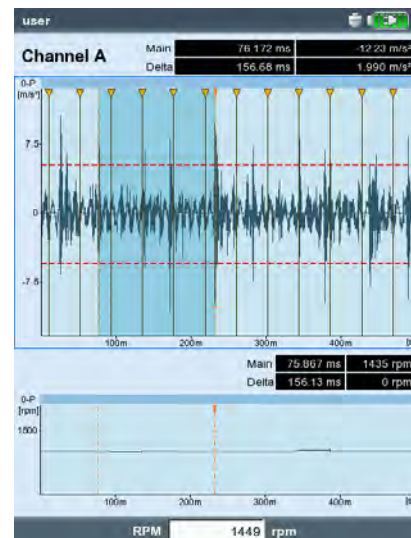 user
Channel A
Main 76.172 ms -12.23 m/s²
Delta 156.68 ms 1.990 m/s²
0-P
[m/s²]
7.5
0
-7.5
100m 200m 300m 400m
Main 75.867 ms 1435 rpm
Delta 156.13 ms 0 rpm
0-P
[rpm]
1800
100m 200m 300m 400m
RPM 1449 rpm